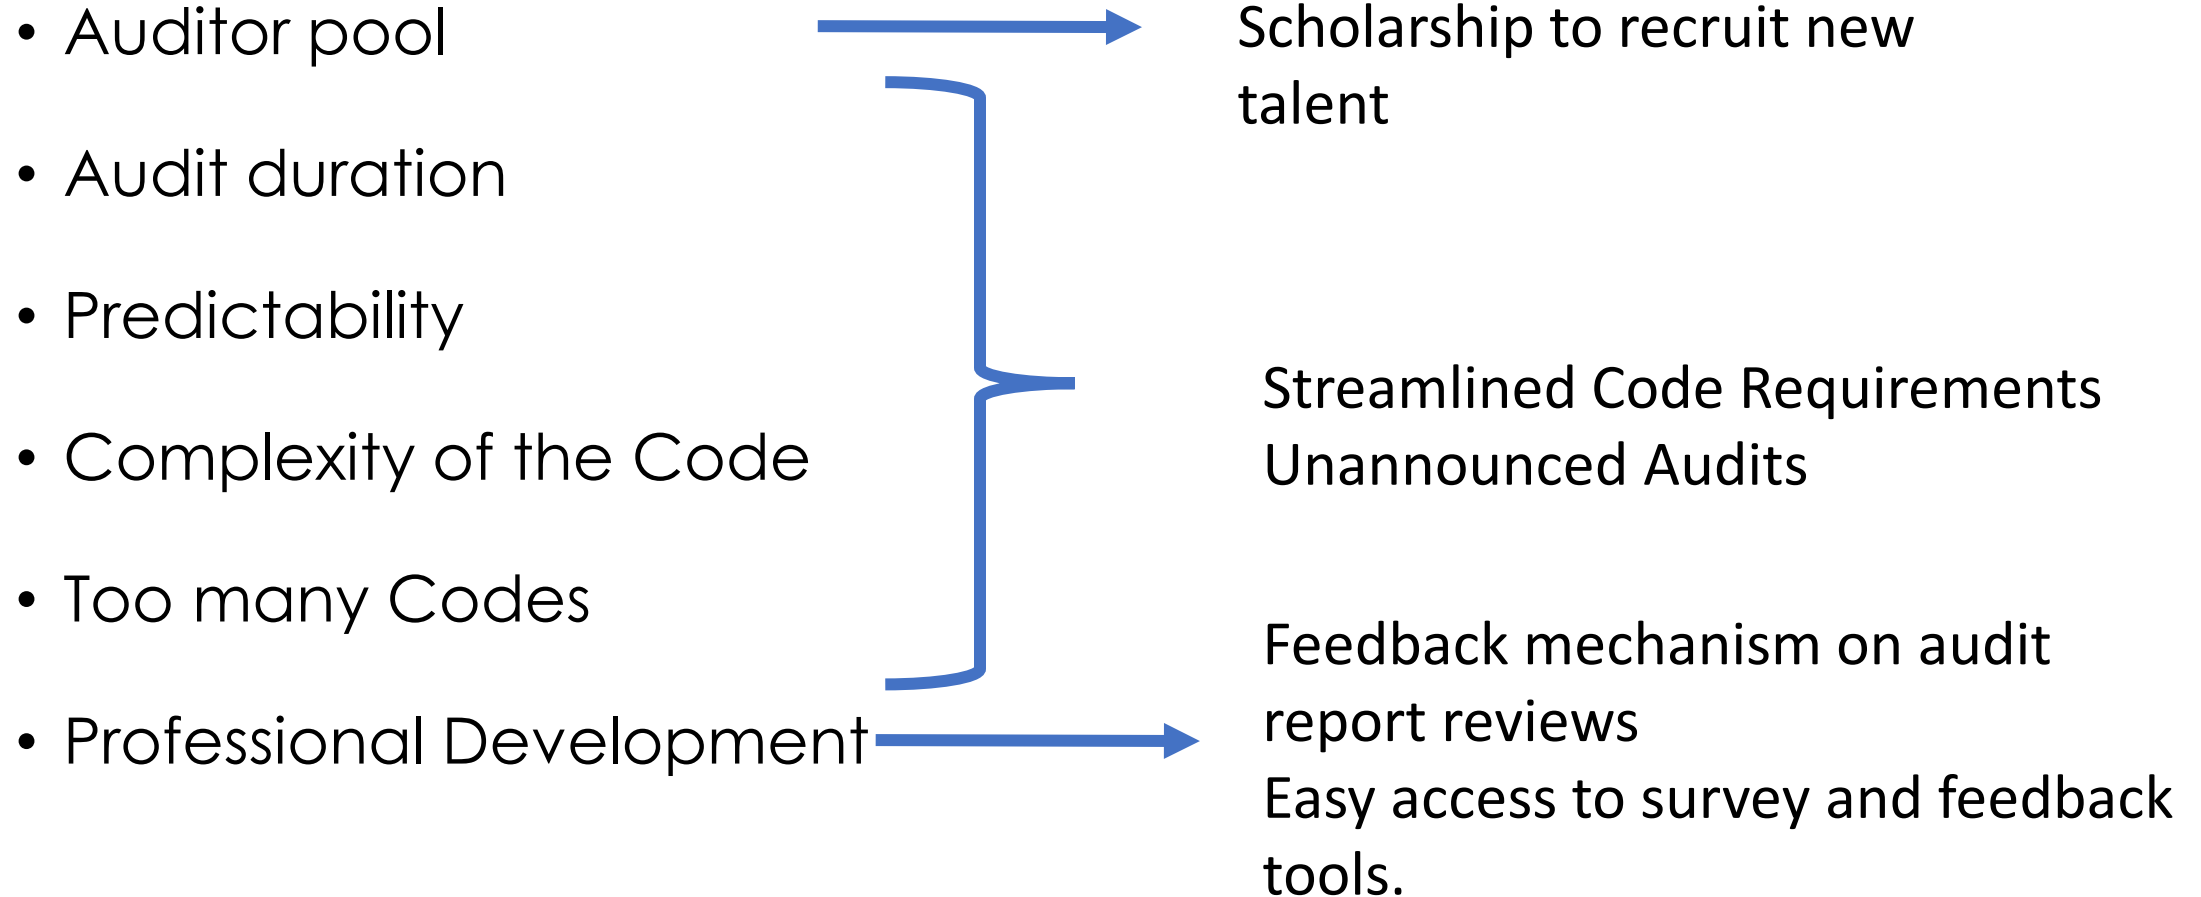 • Auditor pool
Scholarship to recruit new
talent
• Audit duration
• Predictability
• Complexity of the Code
Streamlined Code Requirements
Unannounced Audits
• Too many Codes
• Professional Development
Feedback mechanism on audit
report reviews
Easy access to survey and feedback
tools.